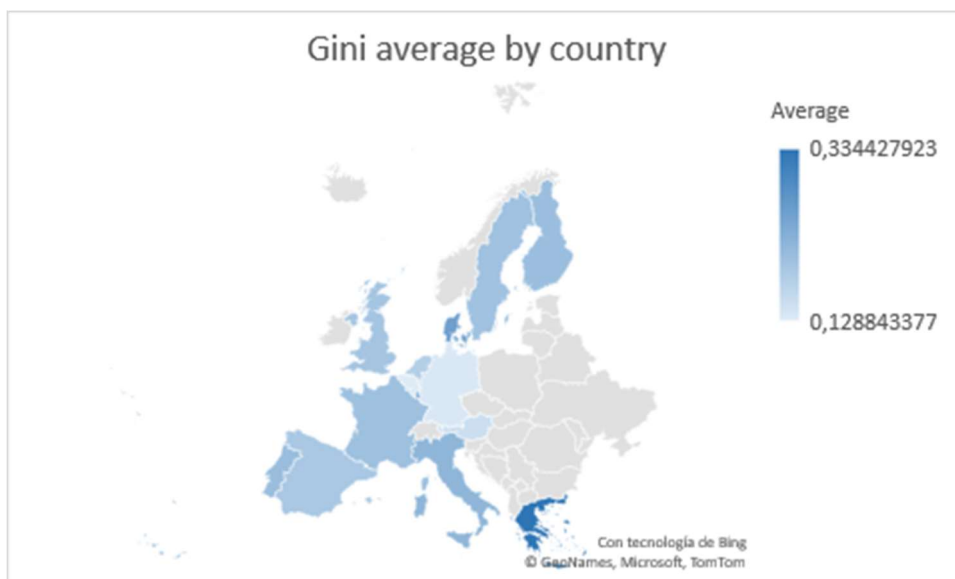 Gini average by country
Average
0,334427923
0,128843377
Con tecnología de Bing
© GeoNames, Microsoft, TomTom